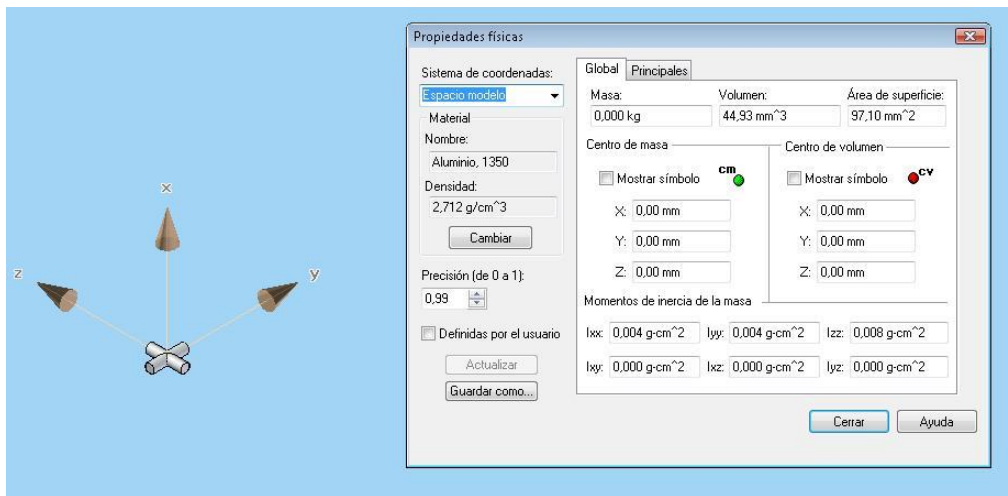 x
z
y
Propiedades físicas
Sistema de coordenadas:
Espacio modelo
Material
Nombre:
Aluminio, 1350
Densidad:
2,712 g/cm^3
Cambiar
Precisión (de 0 a 1):
0,99
Definidas por el usuario
Actualizar
Guardar como...
Global Principales
Masa: Volumen: Área de superficie:
0,000 kg 44,93 mm^3 97,10 mm^2
Centro de masa Centro de volumen
Mostrar símbolo cm Mostrar símbolo cv
X: 0,00 mm X: 0,00 mm
Y: 0,00 mm Y: 0,00 mm
Z: 0,00 mm Z: 0,00 mm
Momentos de inercia de la masa
Ixx: 0,004 g-cm^2 Iyy: 0,004 g-cm^2 Izz: 0,008 g-cm^2
Ixy: 0,000 g-cm^2 Ixz: 0,000 g-cm^2 Iyz: 0,000 g-cm^2
Cerrar Ayuda